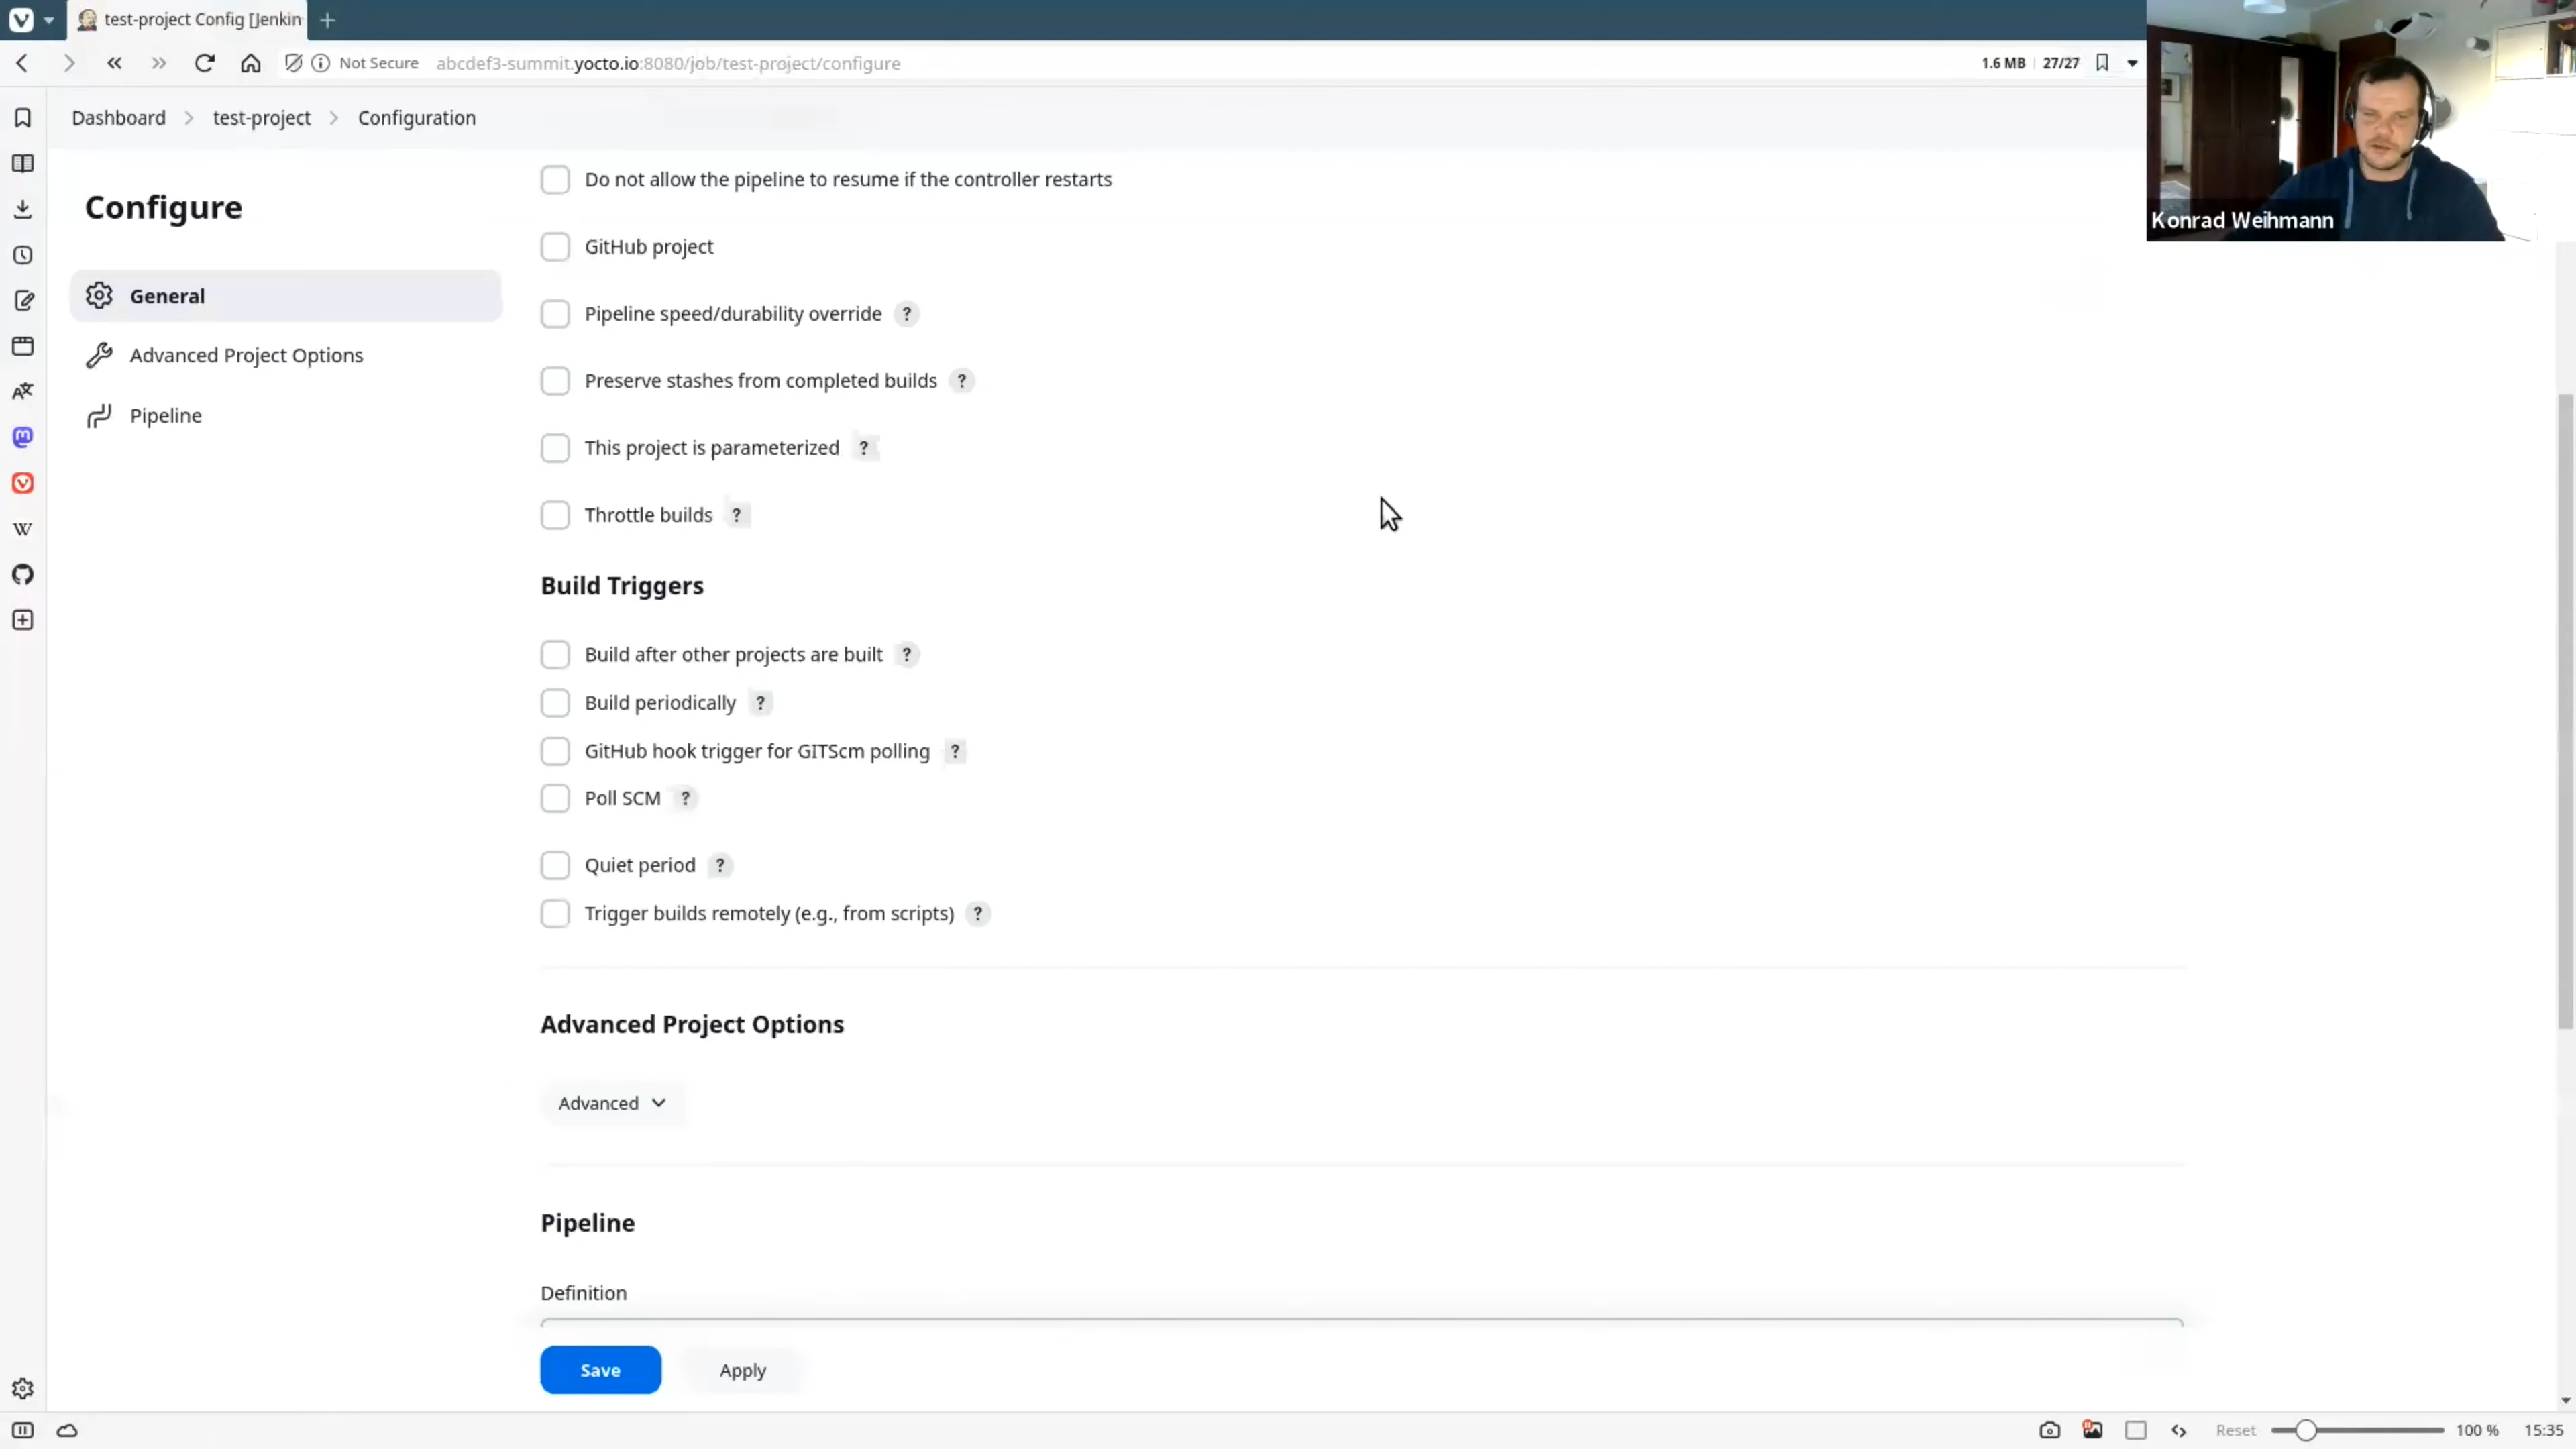 test-project Config [Jenkin
Not Secure abcdef3-summit.yocto.io:8080/job/test-project/configure 1.6 MB 27/27
Konrad Weihmann
Dashboard test-project Configuration
Configure
General
Advanced Project Options
Pipeline
Do not allow the pipeline to resume if the controller restarts
GitHub project
Pipeline speed/durability override ?
Preserve stashes from completed builds ?
This project is parameterized ?
Throttle builds ?
Build Triggers
Build after other projects are built ?
Build periodically ?
GitHub hook trigger for GITScm polling ?
Poll SCM ?
Quiet period ?
Trigger builds remotely (e.g., from scripts) ?
Advanced Project Options
Advanced
Pipeline
Definition
Save Apply
Reset 100 % 15:35